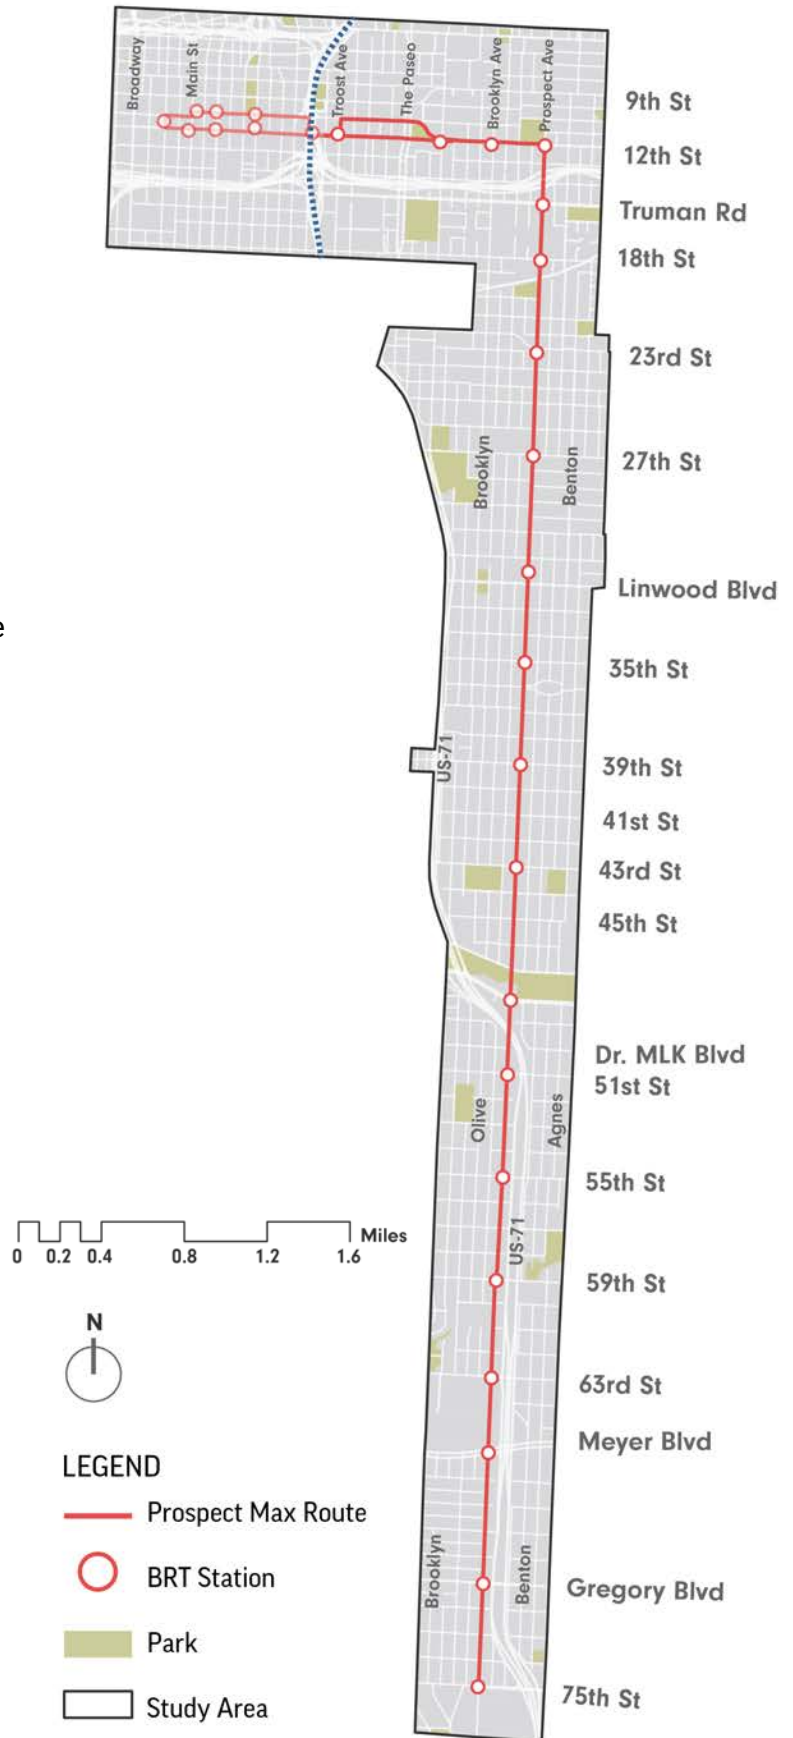 Broadway
Main St
Troost Ave
The Paseo
Brooklyn Ave
Prospect Ave
9th St
12th St
Truman Rd
18th St
23rd St
27th St
Brooklyn
Benton
Linwood Blvd
e
35th St
39th St
US-71
41st St
43rd St
45th St
Dr. MLK Blvd
51st St
Olive
Agnes
55th St
US-71
59th St
Miles
0 0.2 0.4 0.8 1.2 1.6
N
63rd St
Meyer Blvd
LEGEND
Prospect Max Route
BRT Station
Park
Study Area
Brooklyn
Benton
Gregory Blvd
75th St